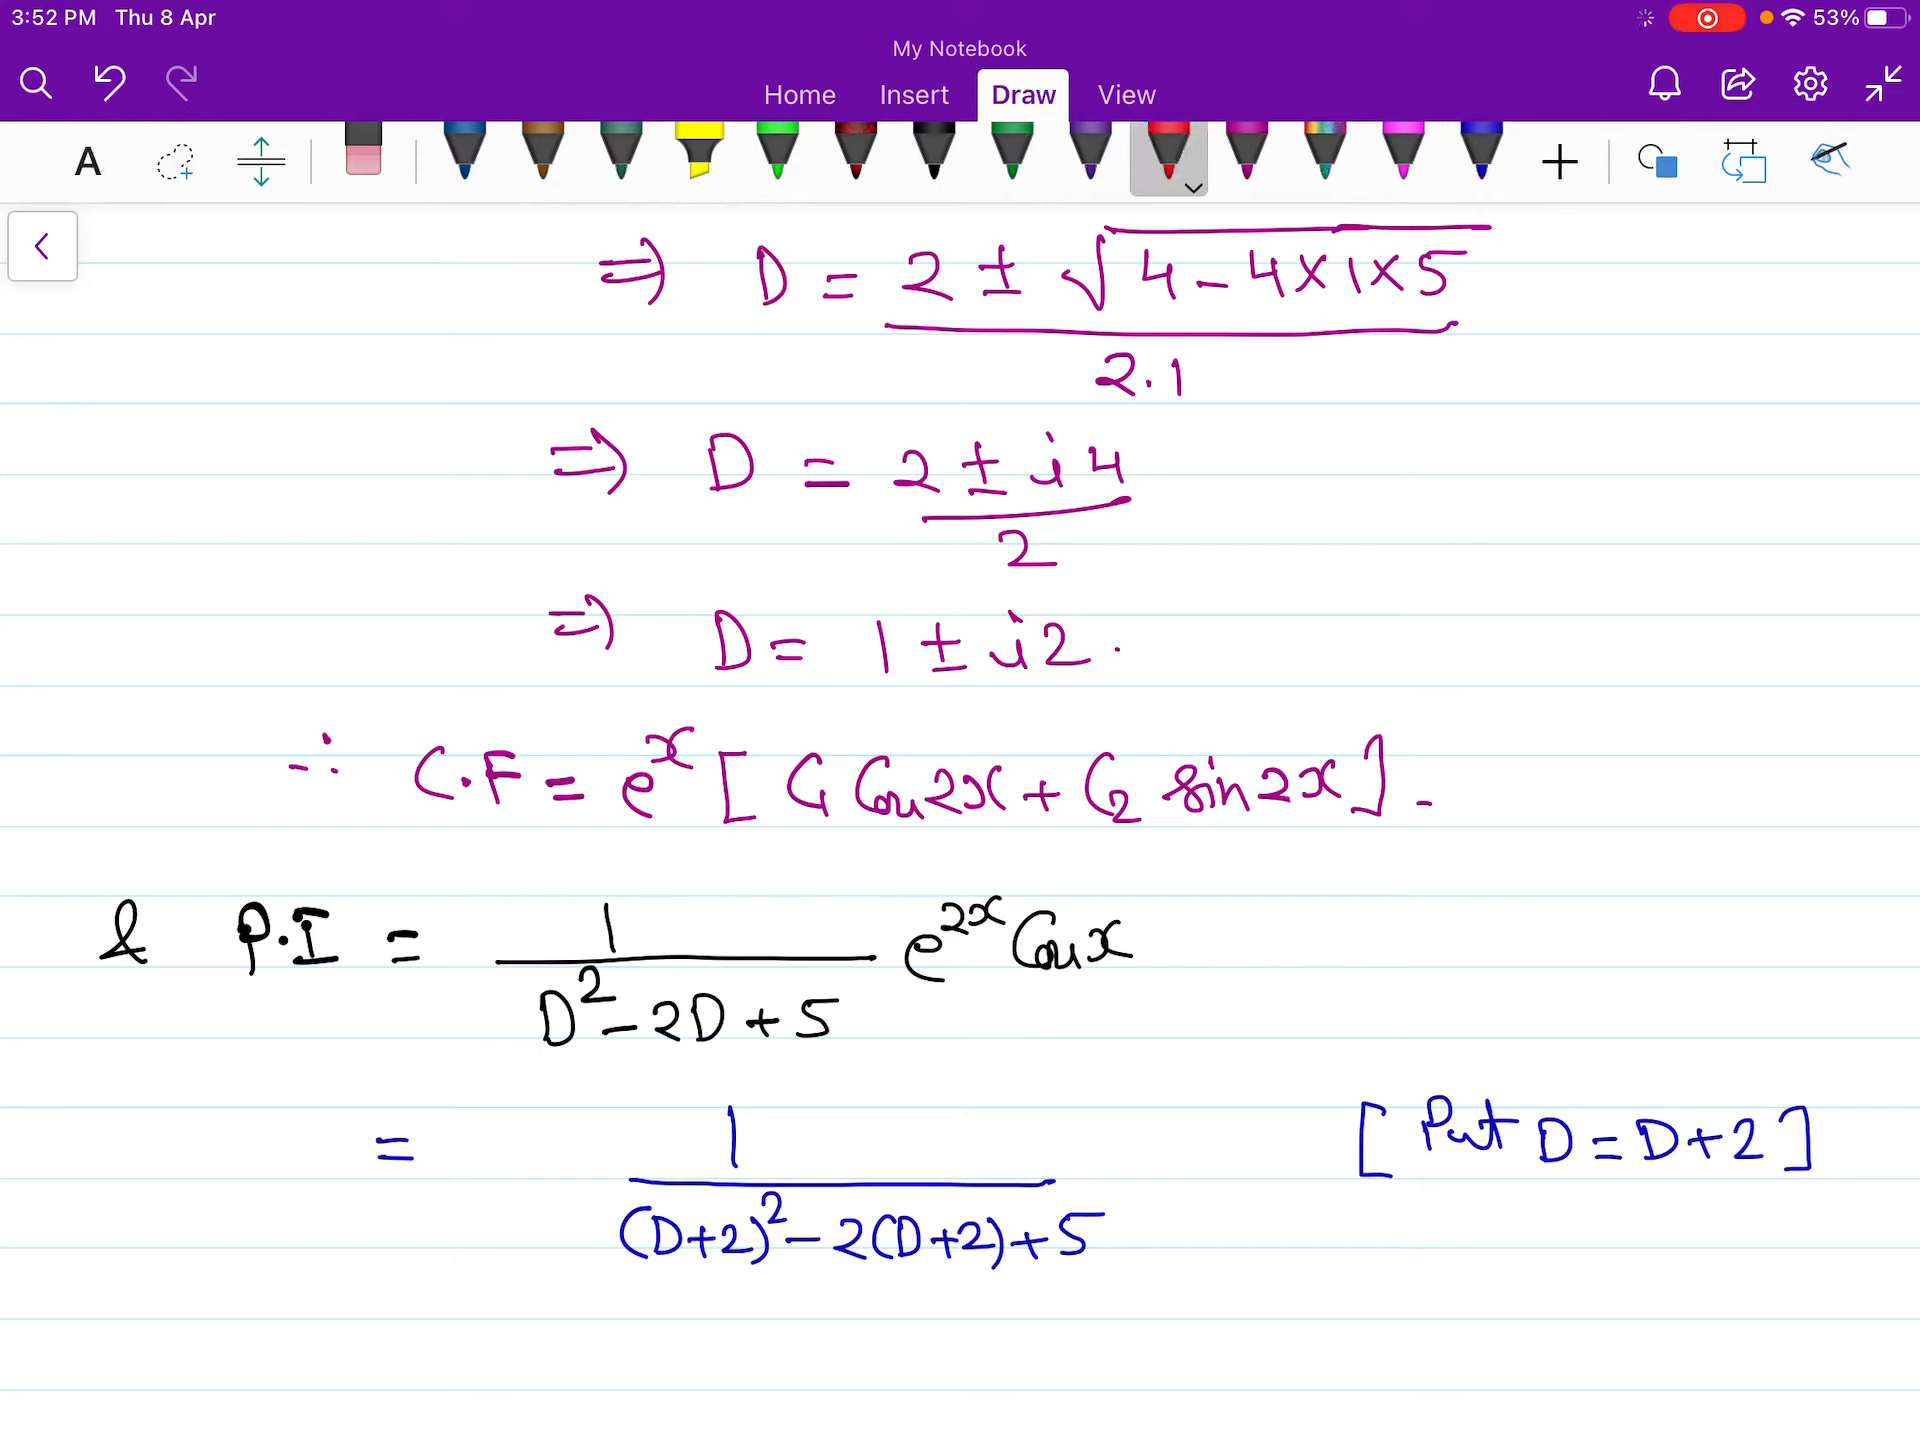 3:52 PM Thu 8 Apr 53%
My Notebook
Home Insert Draw View
A
⇒ D = 2 ± √(4 - 4×1×5) / 2.1
⇒ D = 2 ± i4 / 2
⇒ D = 1 ± i2.
∴ C.F = e^x [C₁ Cos2x + C₂ sin2x].
& P.I = 1 / (D² - 2D + 5) e^2x Cosx
= 1 / ((D+2)² - 2(D+2) + 5) [Put D = D+2]